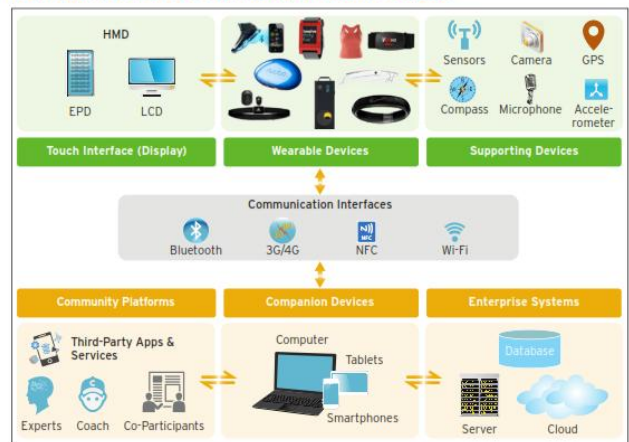 HMD
EPD
LCD
Sensors
Camera
GPS
Compass
Microphone
Accele-
rometer
Touch Interface (Display)
Wearable Devices
Supporting Devices
Communication Interfaces
Bluetooth
3G/4G
NFC
NFC
Wi-Fi
Community Platforms
Companion Devices
Enterprise Systems
Third-Party Apps &
Services
Experts
Coach
Co-Participants
Computer
Tablets
Smartphones
Database
Server
Cloud